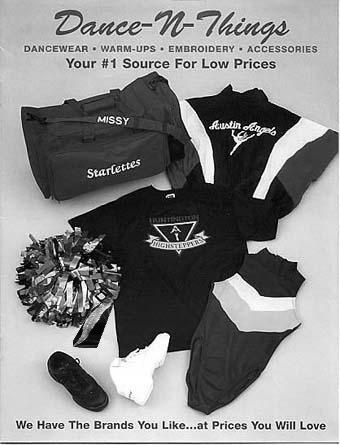 Dance-N-Things
DANCEWEAR • WARM-UPS • EMBROIDERY • ACCESSORIES
Your #1 Source For Low Prices
MISSY
Starlettes
Austin Angels
HUNTINGTON
HIGHSTEPPERS
We Have The Brands You Like...at Prices You Will Love